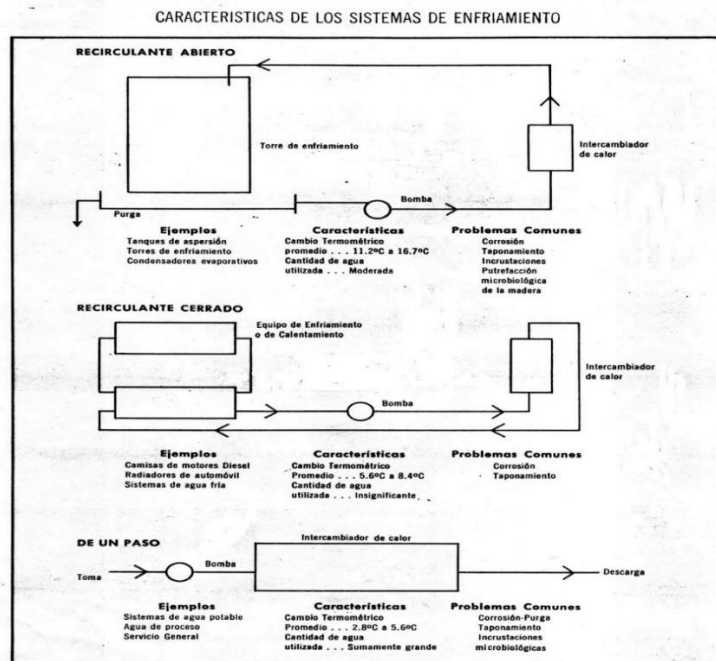 CARACTERISTICAS DE LOS SISTEMAS DE ENFRIAMIENTO
RECIRCULANTE ABIERTO
Torre de enfriamiento
Intercambiador
de calor
Bomba
Purga
Ejemplos
Tanques de aspersión
Torres de enfriamiento
Condensadores evaporativos
Características
Cambio Termométrico
promedio . . . 11.2ºC a 16.7ºC
Cantidad de agua
utilizada . . . Moderada
Problemas Comunes
Corrosión
Taponamiento
Incrustaciones
Putrefacción
microbiológica
de la madera
RECIRCULANTE CERRADO
Equipo de Enfriamiento
o de Calentamiento
Intercambiador
de calor
Bomba
Ejemplos
Camisas de motores Diesel
Radiadores de automóvil
Sistemas de agua fría
Características
Cambio Termométrico
Promedio . . . 5.6ºC a 8.4ºC
Cantidad de agua
utilizada . . . Insignificante
Problemas Comunes
Corrosión
Taponamiento
DE UN PASO
Intercambiador de calor
Toma
Bomba
Descarga
Ejemplos
Sistemas de agua potable
Agua de proceso
Servicio General
Características
Cambio Termométrico
Promedio . . . 2.8ºC a 5.6ºC
Cantidad de agua
utilizada . . . Sumamente grande
Problemas Comunes
Corrosión-Purga
Taponamiento
Incrustaciones
microbiológicas